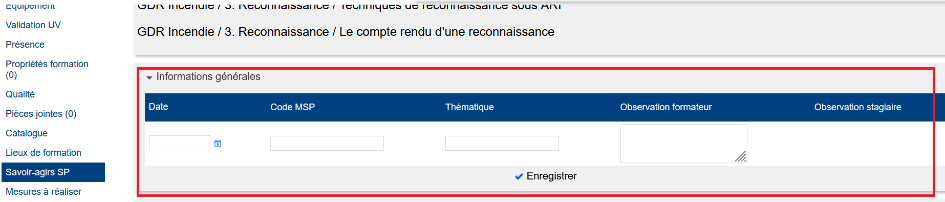 Equipement
Validation UV
Présence
Propriétés formation
(0)
Qualité
Pièces jointes (0)
Catalogue
Lieux de formation
Savoir-agirs SP
Mesures à réaliser
GDR Incendie / 3. Reconnaissance / Techniques de reconnaissance sous ARI
GDR Incendie / 3. Reconnaissance / Le compte rendu d'une reconnaissance
Informations générales
Date Code MSP Thématique Observation formateur Observation stagiaire
Enregistrer